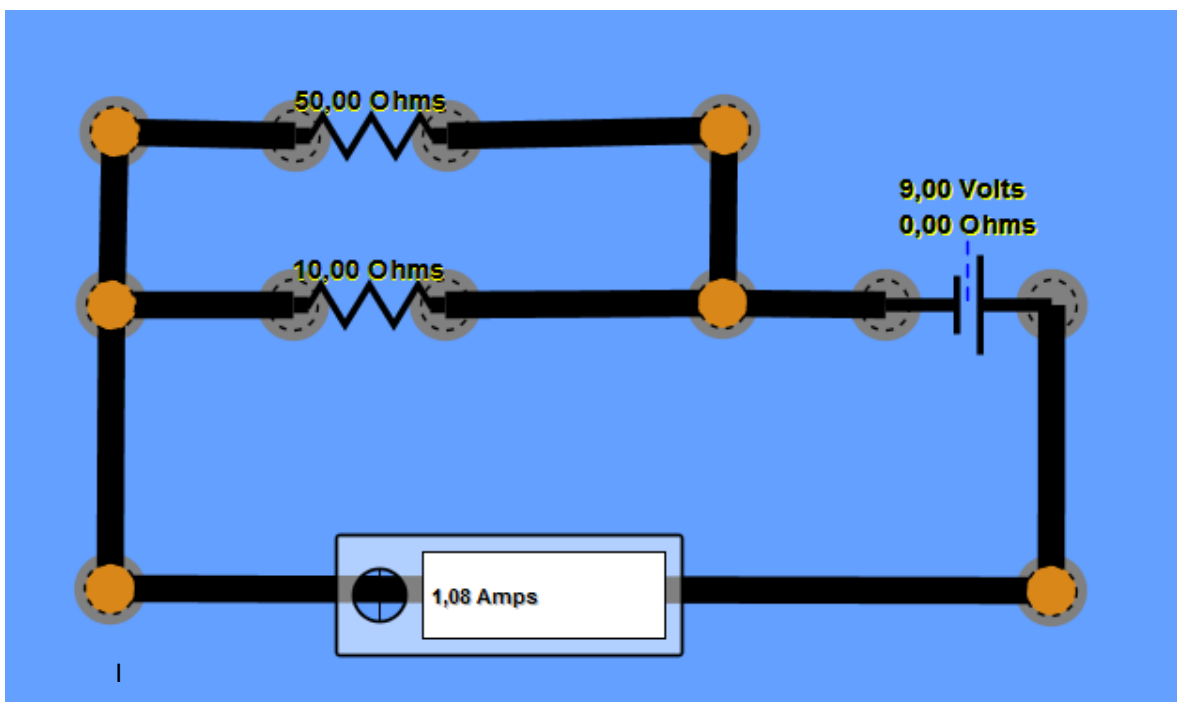 50,00 Ohms
9,00 Volts
0,00 Ohms
10,00 Ohms
1,08 Amps
|